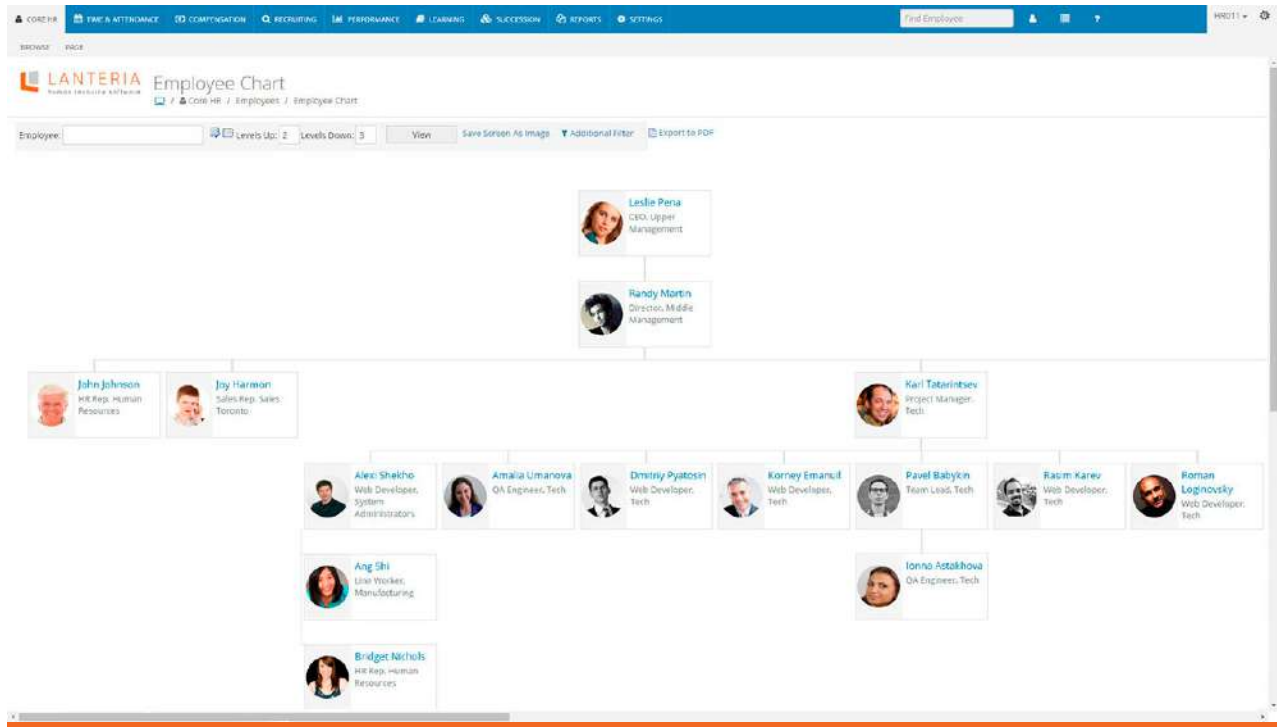 CORE HR TIME & ATTENDANCE COMPENSATION RECRUITING PERFORMANCE LEARNING SUCCESSION REPORTS SETTINGS Find Employee ? HR011
BROWSE PAGE
LANTERIA Employee Chart
Human Resource Software
/ Core HR / Employees / Employee Chart
Employee: Levels Up: 2 Levels Down: 3 View Save Screen As Image Additional Filter Export to PDF
Leslie Pena
CEO, Upper
Management
Randy Martin
Director, Middle
Management
John Johnson
HR Rep, Human
Resources
Joy Harmon
Sales Rep, Sales
Toronto
Karl Tatarintsev
Project Manager,
Tech
Alexi Shekho
Web Developer,
System
Administrators
Amalia Umanova
QA Engineer, Tech
Dmitriy Pyatosin
Web Developer,
Tech
Korney Emanuil
Web Developer,
Tech
Pavel Babykin
Team Lead, Tech
Rasim Karev
Web Developer,
Tech
Roman
Loginovsky
Web Developer,
Tech
Ang Shi
Line Worker,
Manufacturing
Ionna Astakhova
QA Engineer, Tech
Bridget Nichols
HR Rep, Human
Resources